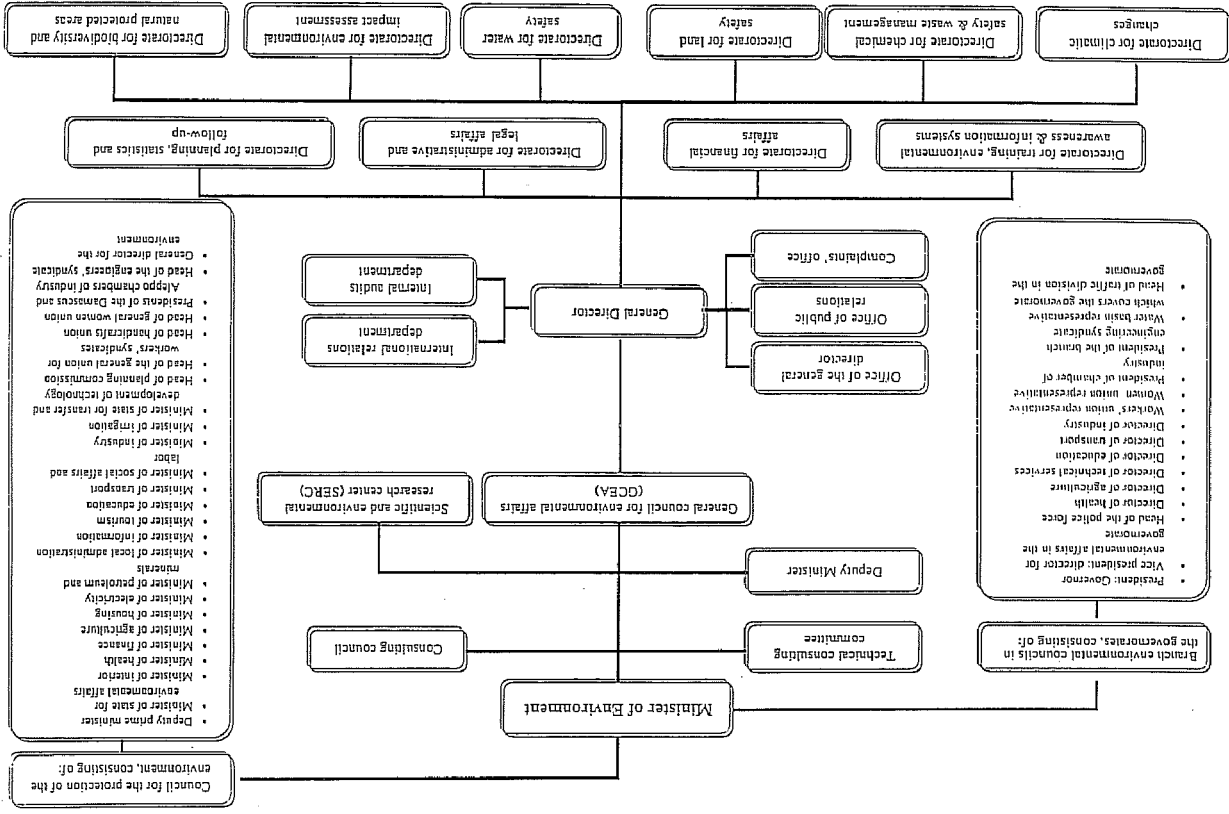 Council for the protection of the
environment, consisting of:
Minister of Environment
Branch environmental councils in
the governorates, consisting of:
• President: Governor
• Vice president: director for
environmental affairs in the
governorate
• Head of the police force
• Director of health
• Director of agriculture
• Director of technical services
• Director of education
• Director of transport
• Director of industry
• Workers' union representative
• Women union representative
• President of chamber of
industry
• President of the branch
engineering syndicate
• Water basin representative
which covers the governorate
• Head of traffic division in the
governorate
Technical consulting
committee
Consulting council
Deputy Minister
General council for environmental affairs
(GCEA)
Scientific and environmental
research center (SERC)
• Deputy prime minister
• Minister of state for
environmental affairs
• Minister of interior
• Minister of health
• Minister of finance
• Minister of agriculture
• Minister of housing
• Minister of electricity
• Minister of petroleum and
minerals
• Minister of local administration
• Minister of information
• Minister of tourism
• Minister of education
• Minister of transport
• Minister of social affairs and
labor
• Minister of industry
• Minister of irrigation
• Minister of state for transfer and
development of technology
• Head of planning commission
• Head of the general union for
workers' syndicates
• Head of handicrafts union
• Head of general women union
• Presidents of the Damascus and
Aleppo chambers of industry
• Head of the engineers' syndicate
• General director for the
environment
Office of the general
director
Office of public
relations
Complaints' office
General Director
International relations
department
Internal audits
department
Directorate for training, environmental
awareness & information systems
Directorate for financial
affairs
Directorate for administrative and
legal affairs
Directorate for planning, statistics and
follow-up
Directorate for climatic
changes
Directorate for chemical
safety & waste management
Directorate for land
safety
Directorate for water
safety
Directorate for environmental
impact assessment
Directorate for biodiversity and
natural protected areas